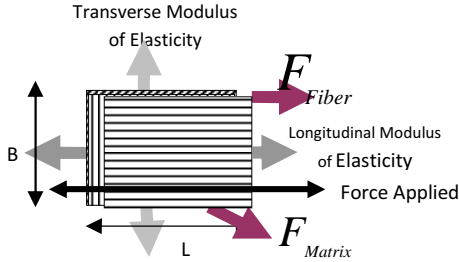 Transverse Modulus
of Elasticity
F Fiber
B
Longitudinal Modulus
of Elasticity
Force Applied
L
F Matrix